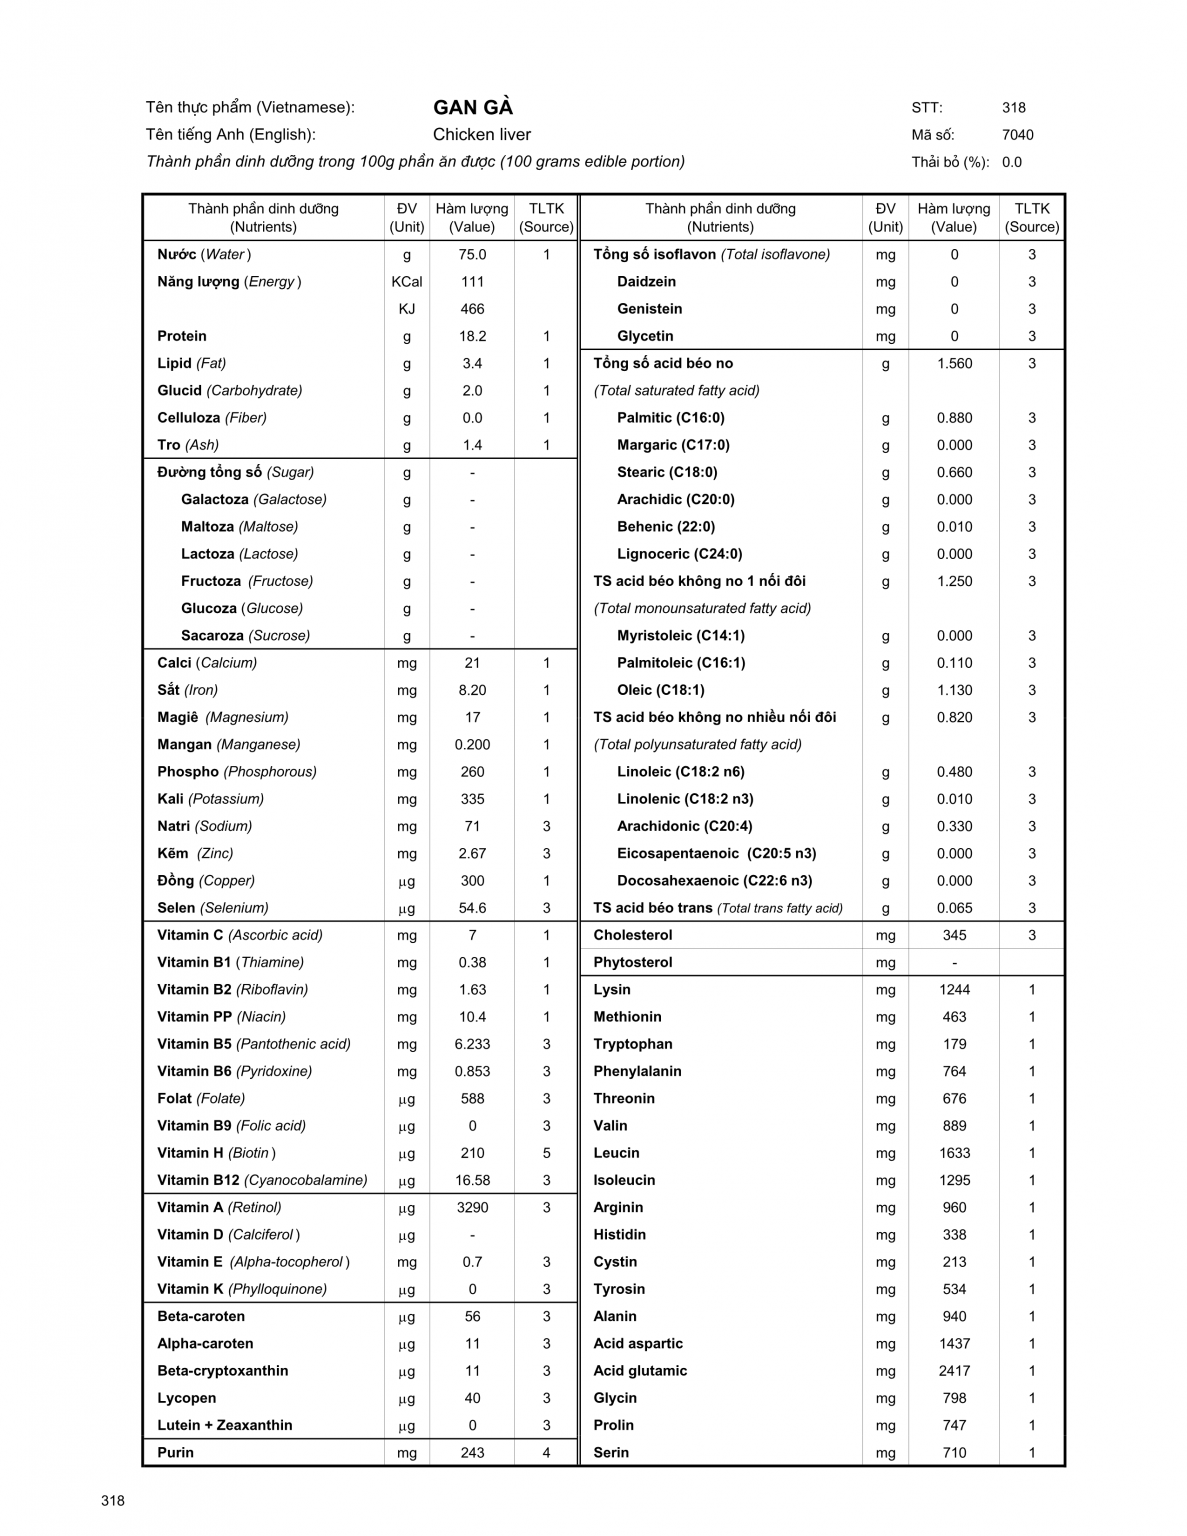 Tên thực phẩm (Vietnamese): GAN GÀ STT: 318
Tên tiếng Anh (English): Chicken liver Mã số: 7040
Thành phần dinh dưỡng trong 100g phần ăn được (100 grams edible portion) Thải bỏ (%): 0.0
Thành phần dinh dưỡng ĐV Hàm lượng TLTK
(Nutrients) (Unit) (Value) (Source)
Nước (Water) g 75.0 1
Năng lượng (Energy) KCal 111
KJ 466
Protein g 18.2 1
Lipid (Fat) g 3.4 1
Glucid (Carbohydrate) g 2.0 1
Celluloza (Fiber) g 0.0 1
Tro (Ash) g 1.4 1
Đường tổng số (Sugar) g -
Galactoza (Galactose) g -
Maltoza (Maltose) g -
Lactoza (Lactose) g -
Fructoza (Fructose) g -
Glucoza (Glucose) g -
Sacaroza (Sucrose) g -
Calci (Calcium) mg 21 1
Sắt (Iron) mg 8.20 1
Magiê (Magnesium) mg 17 1
Mangan (Manganese) mg 0.200 1
Phospho (Phosphorous) mg 260 1
Kali (Potassium) mg 335 1
Natri (Sodium) mg 71 3
Kẽm (Zinc) mg 2.67 3
Đồng (Copper) µg 300 1
Selen (Selenium) µg 54.6 3
Vitamin C (Ascorbic acid) mg 7 1
Vitamin B1 (Thiamine) mg 0.38 1
Vitamin B2 (Riboflavin) mg 1.63 1
Vitamin PP (Niacin) mg 10.4 1
Vitamin B5 (Pantothenic acid) mg 6.233 3
Vitamin B6 (Pyridoxine) mg 0.853 3
Folat (Folate) µg 588 3
Vitamin B9 (Folic acid) µg 0 3
Vitamin H (Biotin) µg 210 5
Vitamin B12 (Cyanocobalamine) µg 16.58 3
Vitamin A (Retinol) µg 3290 3
Vitamin D (Calciferol) µg -
Vitamin E (Alpha-tocopherol) mg 0.7 3
Vitamin K (Phylloquinone) µg 0 3
Beta-caroten µg 56 3
Alpha-caroten µg 11 3
Beta-cryptoxanthin µg 11 3
Lycopen µg 40 3
Lutein + Zeaxanthin µg 0 3
Purin mg 243 4
Thành phần dinh dưỡng ĐV Hàm lượng TLTK
(Nutrients) (Unit) (Value) (Source)
Tổng số isoflavon (Total isoflavone) mg 0 3
Daidzein mg 0 3
Genistein mg 0 3
Glycetin mg 0 3
Tổng số acid béo no g 1.560 3
(Total saturated fatty acid)
Palmitic (C16:0) g 0.880 3
Margaric (C17:0) g 0.000 3
Stearic (C18:0) g 0.660 3
Arachidic (C20:0) g 0.000 3
Behenic (22:0) g 0.010 3
Lignoceric (C24:0) g 0.000 3
TS acid béo không no 1 nối đôi g 1.250 3
(Total monounsaturated fatty acid)
Myristoleic (C14:1) g 0.000 3
Palmitoleic (C16:1) g 0.110 3
Oleic (C18:1) g 1.130 3
TS acid béo không no nhiều nối đôi g 0.820 3
(Total polyunsaturated fatty acid)
Linoleic (C18:2 n6) g 0.480 3
Linolenic (C18:2 n3) g 0.010 3
Arachidonic (C20:4) g 0.330 3
Eicosapentaenoic (C20:5 n3) g 0.000 3
Docosahexaenoic (C22:6 n3) g 0.000 3
TS acid béo trans (Total trans fatty acid) g 0.065 3
Cholesterol mg 345 3
Phytosterol mg -
Lysin mg 1244 1
Methionin mg 463 1
Tryptophan mg 179 1
Phenylalanin mg 764 1
Threonin mg 676 1
Valin mg 889 1
Leucin mg 1633 1
Isoleucin mg 1295 1
Arginin mg 960 1
Histidin mg 338 1
Cystin mg 213 1
Tyrosin mg 534 1
Alanin mg 940 1
Acid aspartic mg 1437 1
Acid glutamic mg 2417 1
Glycin mg 798 1
Prolin mg 747 1
Serin mg 710 1
318